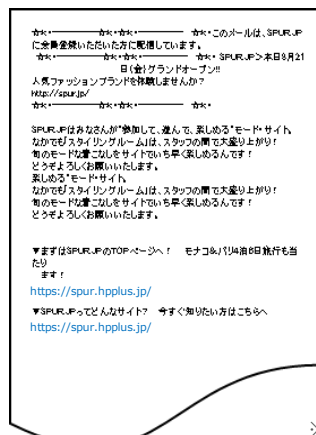 ☆★・─────── ☆★・☆★・─────── ☆★・このメールは、SPUR.JP
に会員登録いただいた方に配信しています。
☆★・─────── ☆★・☆★・─────── ☆★・ SPUR.JP＞本日9月21
日(金)グランドオープン!!
人気ファッションブランドを体験しませんか？
http://spur.jp/
☆★・─────── ☆★・☆★・─────── ☆★・
SPUR.JPはみなさんが"参加して、遊んで、楽しめる"モード・サイト。
なかでも「スタイリングルーム」は、スタッフの間で大盛り上がり！
旬のモードな着こなしをサイトでいち早く楽しめるんです！
どうぞよろしくお願いいたします。
楽しめる"モード・サイト。
なかでも「スタイリングルーム」は、スタッフの間で大盛り上がり！
旬のモードな着こなしをサイトでいち早く楽しめるんです！
どうぞよろしくお願いいたします。
▼まずはSPUR.JPのTOPページへ！ モナコ&パリ4泊6日旅行も当
たり
ます！
https://spur.hpplus.jp/
▼SPUR.JPってどんなサイト? 今すぐ知りたい方はこちらへ
https://spur.hpplus.jp/
※